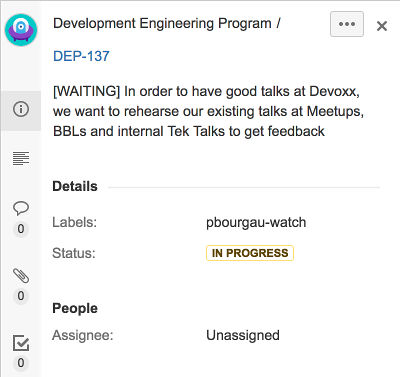 Development Engineering Program /
DEP-137
[WAITING] In order to have good talks at Devoxx,
we want to rehearse our existing talks at Meetups,
BBLs and internal Tek Talks to get feedback
Details
Labels: pbourgau-watch
Status: IN PROGRESS
0
0
People
Assignee: Unassigned
0